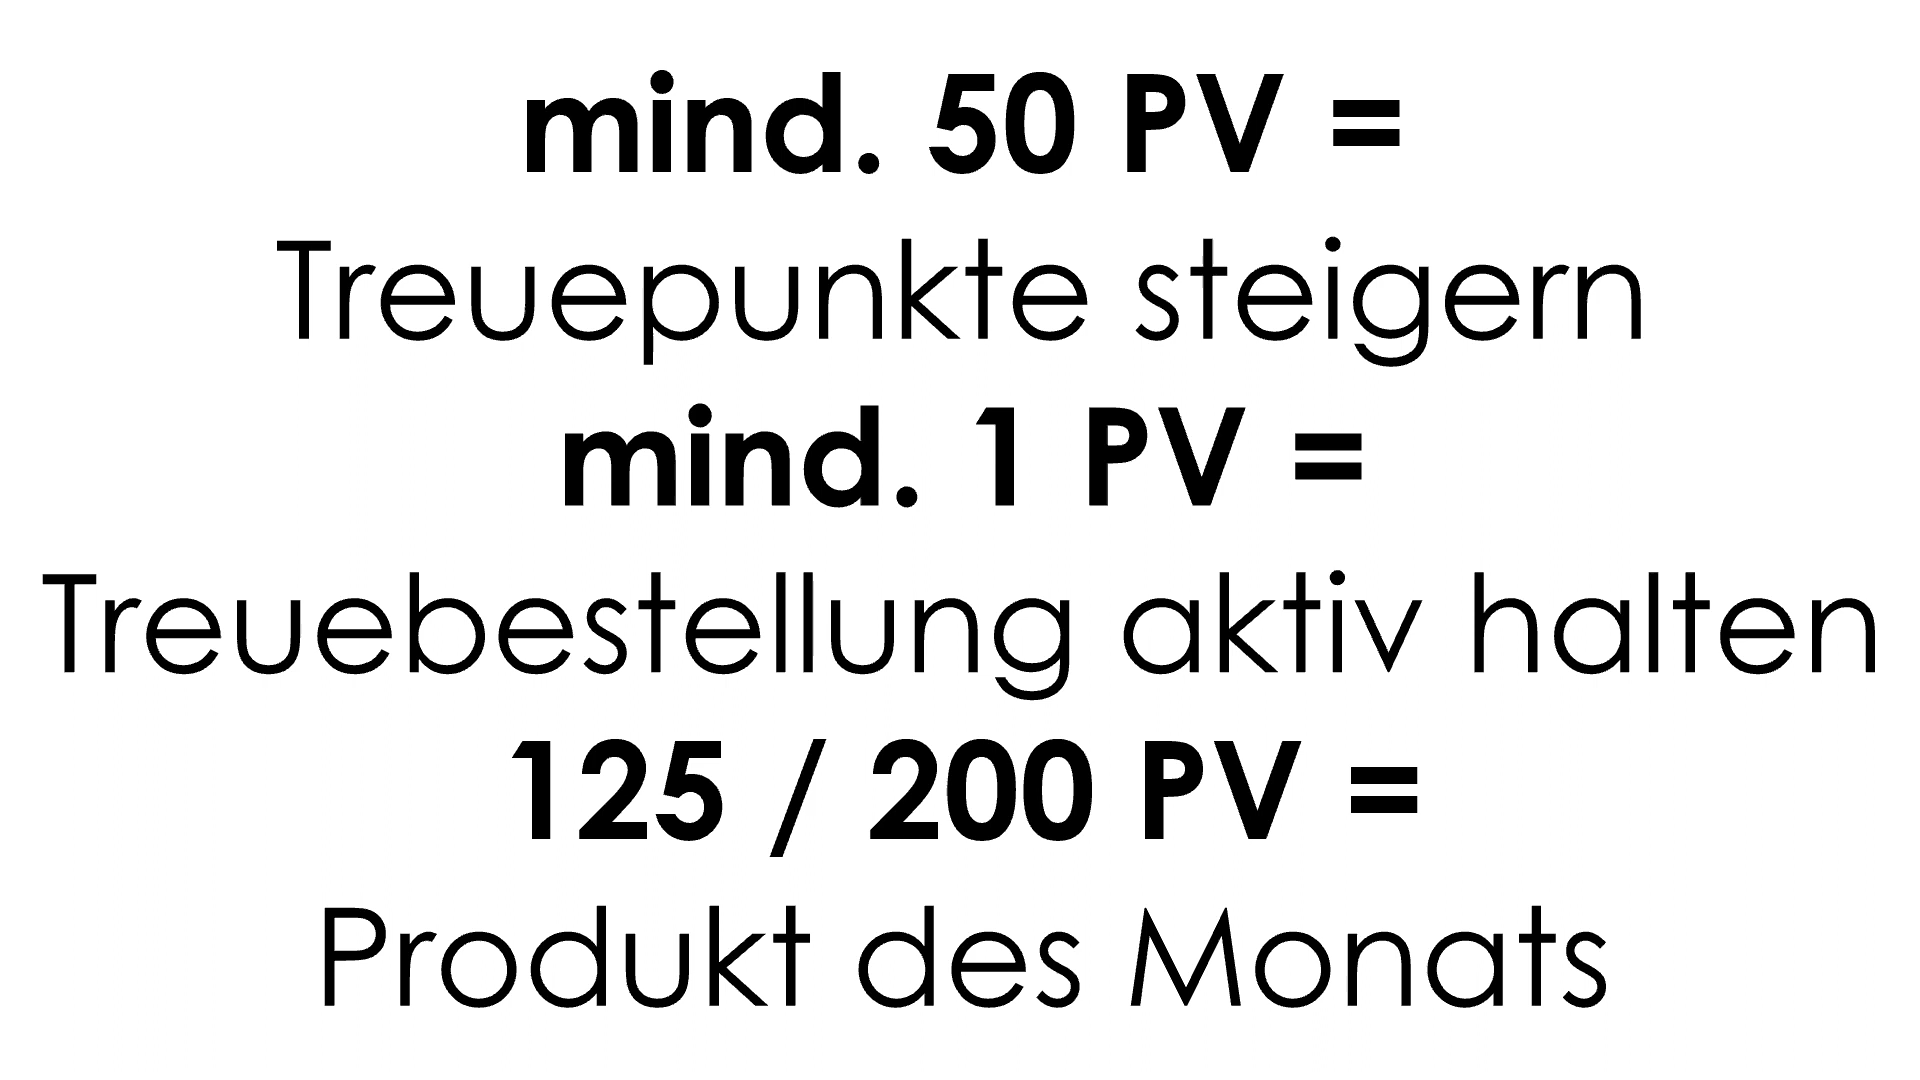 mind. 50 PV =
Treuepunkte steigern
mind. 1 PV =
Treuebestellung aktiv halten
125 / 200 PV =
Produkt des Monats